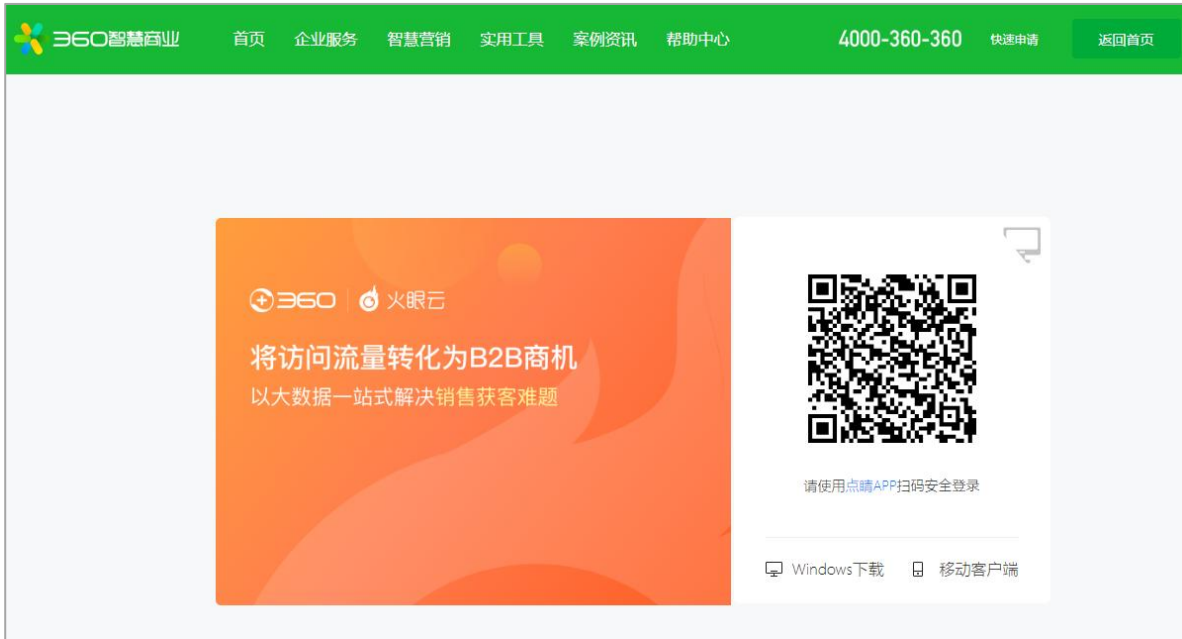 360智慧商业 首页 企业服务 智慧营销 实用工具 案例资讯 帮助中心 4000-360-360 快速申请 返回首页
360 火眼云
将访问流量转化为B2B商机
以大数据一站式解决销售获客难题
请使用点睛APP扫码安全登录
Windows下载 移动客户端